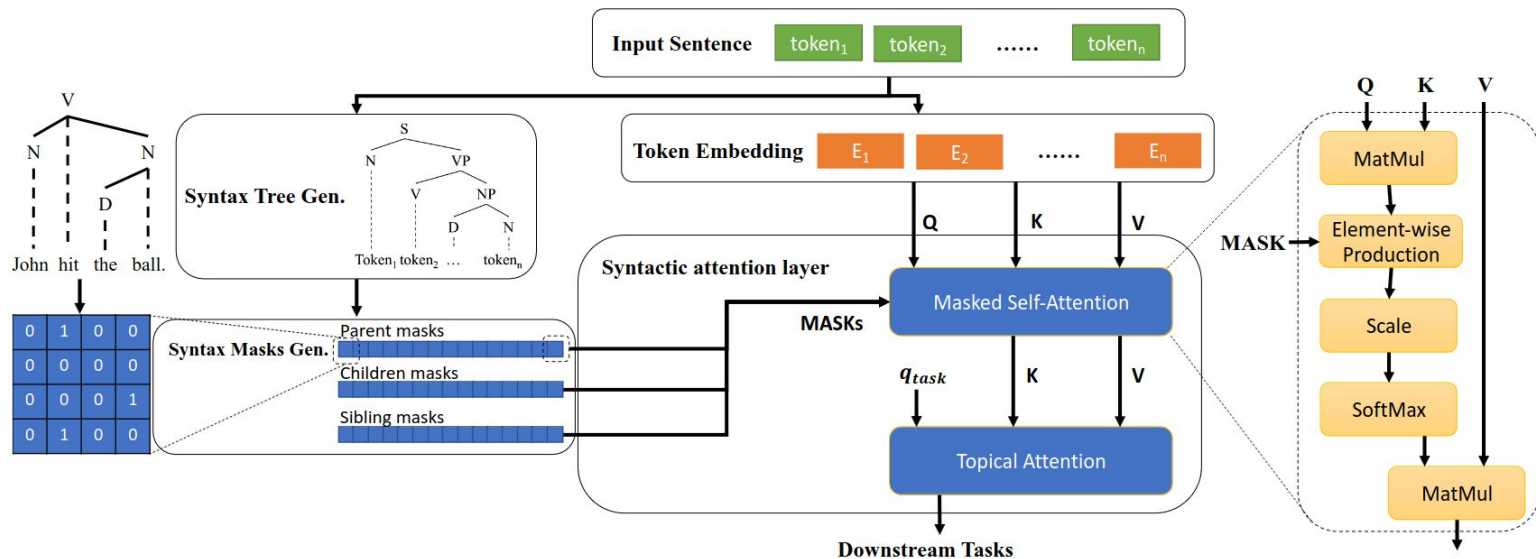 Input Sentence token1 token2 ...... tokenn
V
N N
D
John hit the ball.
Syntax Tree Gen.
S
N VP
V NP
D N
Token1 token2 ... tokenn
Token Embedding E1 E2 ...... En
Q K V
Syntactic attention layer
Masked Self-Attention
MASKs
K V
qtask
Topical Attention
Downstream Tasks
0 1 0 0
0 0 0 0
0 0 0 1
0 1 0 0
Syntax Masks Gen.
Parent masks
Children masks
Sibling masks
Q K V
MatMul
MASK
Element-wise
Production
Scale
SoftMax
MatMul